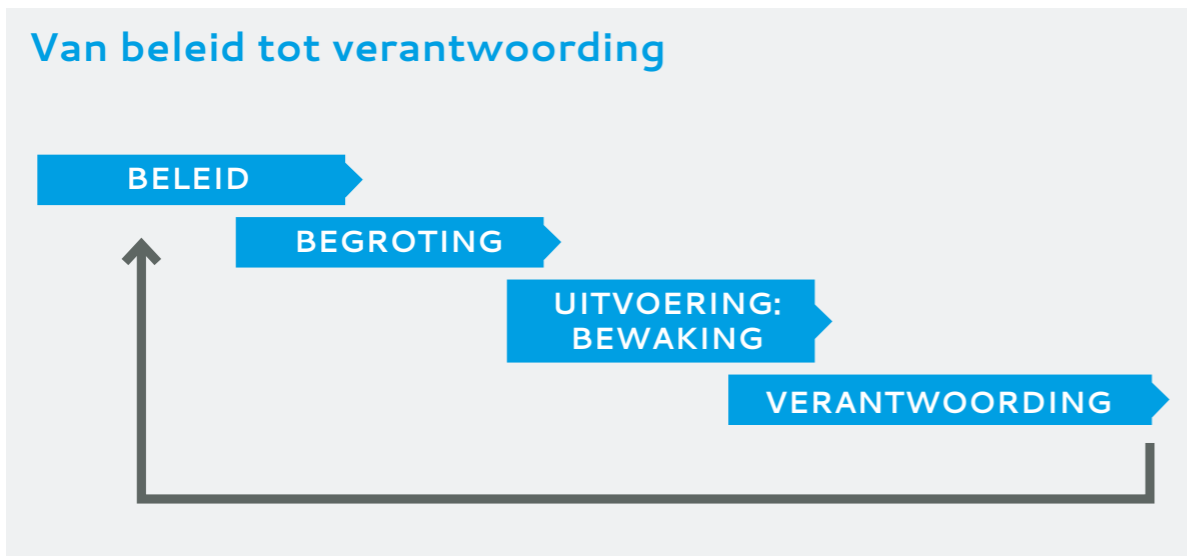 Van beleid tot verantwoording
BELEID
BEGROTING
UITVOERING:
BEWAKING
VERANTWOORDING